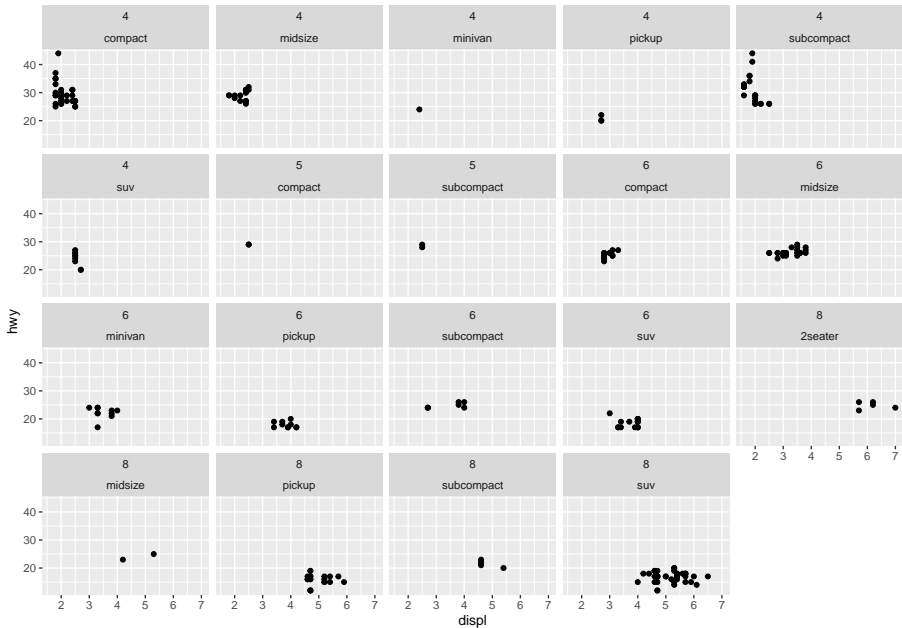 4 4 4 4 4
compact midsize minivan pickup subcompact
40
30
20
4 5 5 6 6
suv compact subcompact compact midsize
40
30
20
6 6 6 6 8
minivan pickup subcompact suv 2seater
40
30
20
2 3 4 5 6 7
8 8 8 8
midsize pickup subcompact suv
40
30
20
2 3 4 5 6 7 2 3 4 5 6 7 2 3 4 5 6 7 2 3 4 5 6 7
displ
hwy